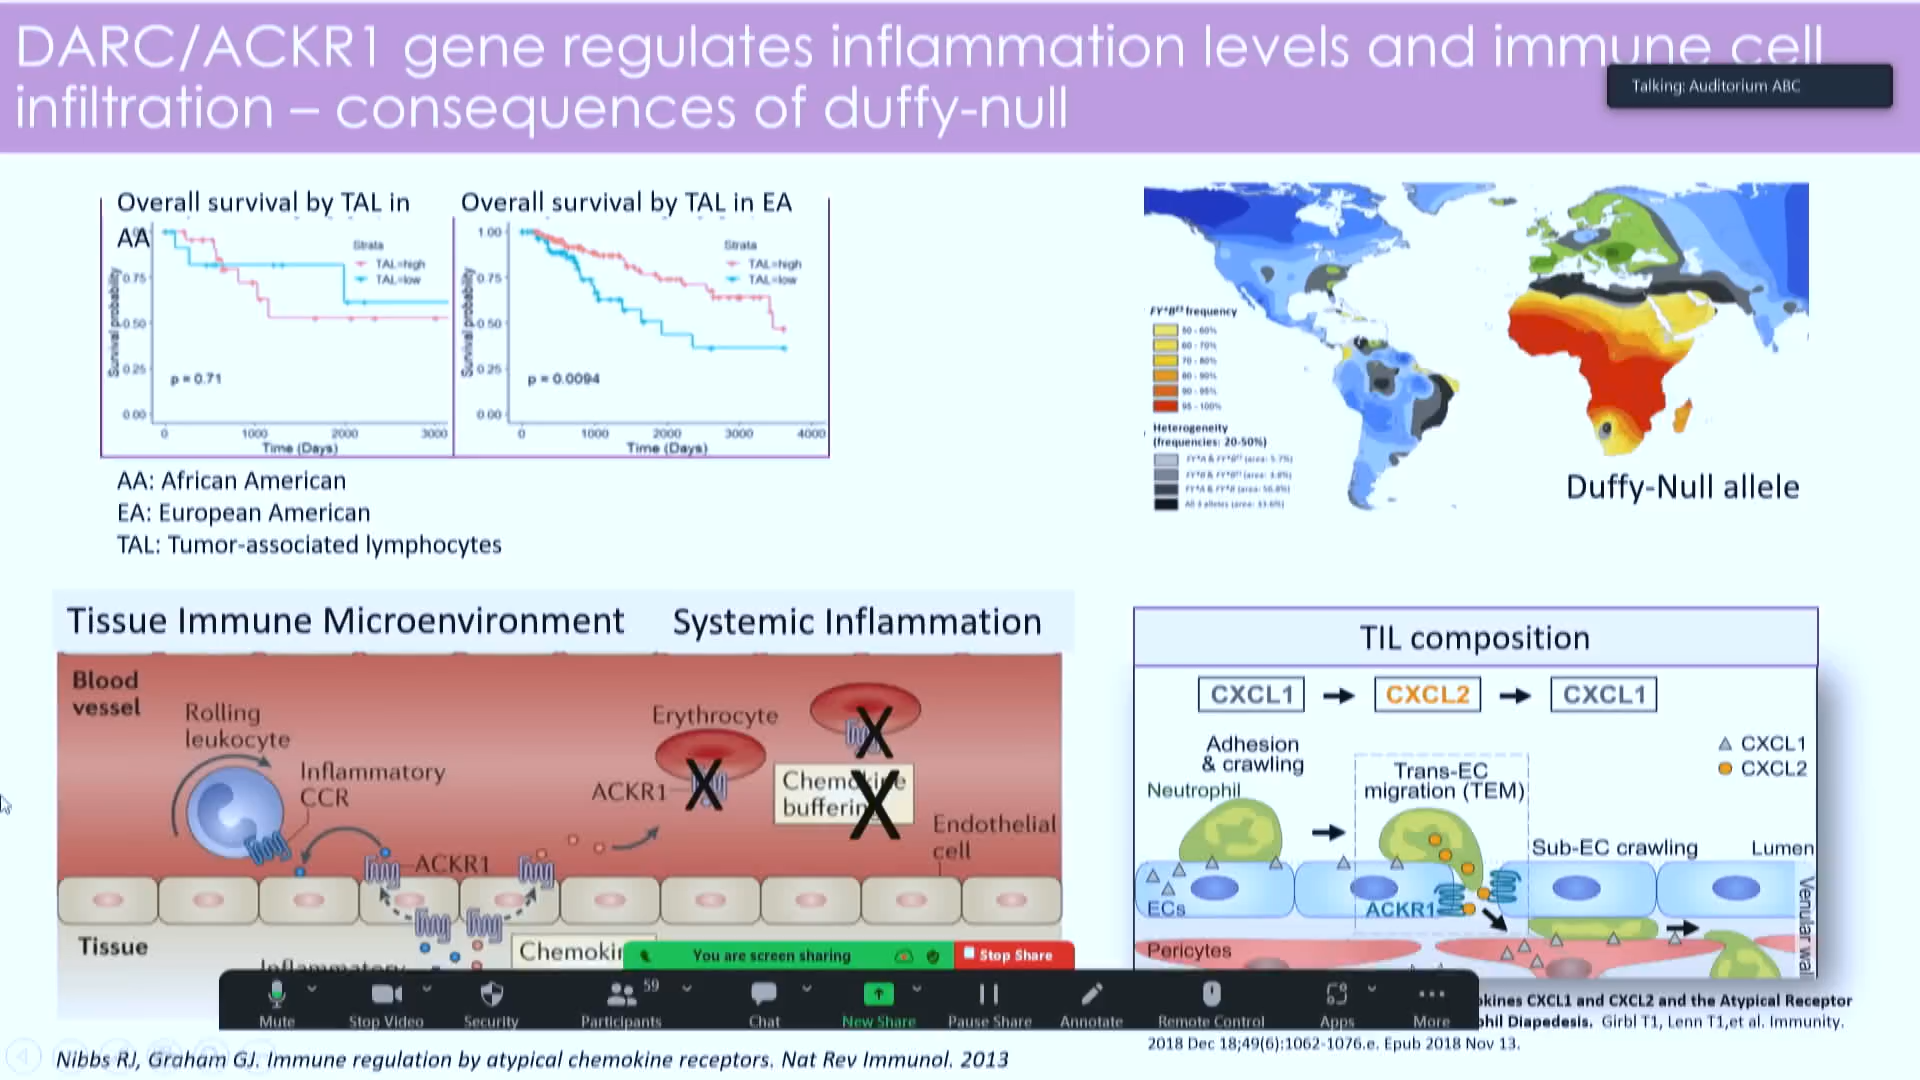 DARC/ACKR1 gene regulates inflammation levels and immune cell
infiltration – consequences of duffy-null
Talking: Auditorium ABC
Overall survival by TAL in
AA
Survival probability
0.75
0.50
0.25
0.00
Strata
TAL=high
TAL=low
p = 0.71
0 1000 2000 3000
Time (Days)
Overall survival by TAL in EA
Survival probability
1.00
0.75
0.50
0.25
0.00
Strata
TAL=high
TAL=low
p = 0.0094
0 1000 2000 3000 4000
Time (Days)
AA: African American
EA: European American
TAL: Tumor-associated lymphocytes
frequency
50 - 60%
60 - 70%
70 - 80%
80 - 90%
90 - 95%
95 - 100%
Heterogeneity
(frequencies: 20-50%)
Duffy-Null allele
Tissue Immune Microenvironment
Systemic Inflammation
Blood
vessel
Rolling
leukocyte
Inflammatory
CCR
ACKR1
Erythrocyte
ACKR1
Endothelial
cell
Tissue
TIL composition
CXCL1
CXCL2
CXCL1
CXCL1
CXCL2
Adhesion
& crawling
Neutrophil
Trans-EC
migration (TEM)
Sub-EC crawling
Lumen
ECs
ACKR1
Pericytes
You are screen sharing
Stop Share
59
Mute
Stop Video
Security
Participants
Chat
New Share
Pause Share
Annotate
Remote Control
Apps
More
kines CXCL1 and CXCL2 and the Atypical Receptor
hil Diapedesis. Girbl T1, Lenn T1,et al. Immunity.
2018 Dec 18;49(6):1062-1076.e. Epub 2018 Nov 13.
Nibbs RJ, Graham GJ. Immune regulation by atypical chemokine receptors. Nat Rev Immunol. 2013